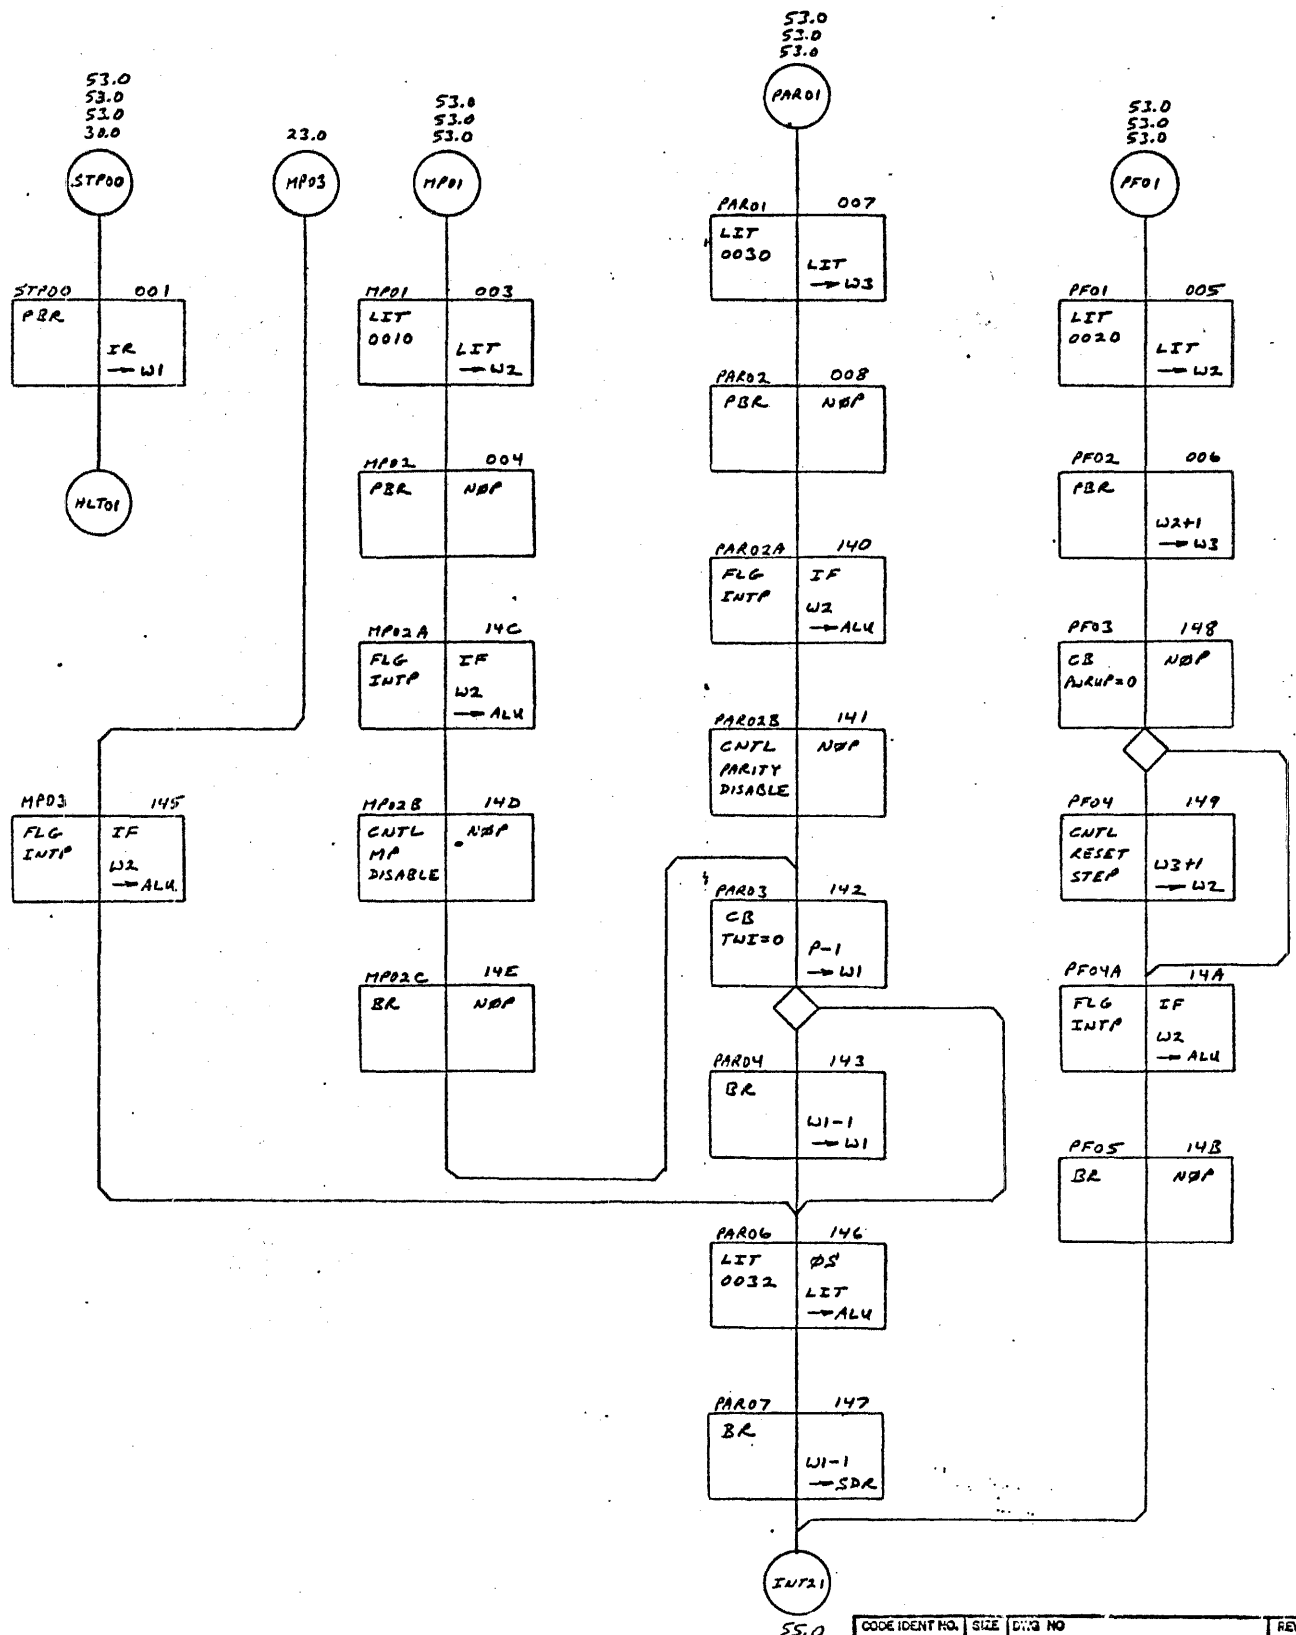 53.0
53.0
53.0
30.0
STP00
STP00 001
PBR
IR
→ W1
HLT01
23.0
MP03
MP03 145
FLG IF
INTP
W2
→ ALU
53.0
53.0
53.0
MP01
MP01 003
LIT
0010
LIT
→ W2
MP02 004
PBR NØP
MP02A 14C
FLG IF
INTP
W2
→ ALU
MP02B 14D
CNTL NØP
MP
DISABLE
MP02C 14E
BR NØP
53.0
53.0
53.0
PAR01
PAR01 007
LIT
0030
LIT
→ W3
PAR02 008
PBR NØP
PAR02A 140
FLG IF
INTP
W2
→ ALU
PAR02B 141
CNTL NØP
PARITY
DISABLE
PAR03 142
CB
TWI=0
P-1
→ W1
PAR04 143
BR
W1-1
→ W1
PAR06 146
LIT ØS
0032
LIT
→ ALU
PAR07 147
BR
W1-1
→ SDR
INT21
55.0
53.0
53.0
53.0
PF01
PF01 005
LIT
0020
LIT
→ W2
PF02 006
PBR
W2+1
→ W3
PF03 148
CB NØP
PWRUP=0
PF04 149
CNTL
RESET
STEP
W3+1
→ W2
PF04A 14A
FLG IF
INTP
W2
→ ALU
PF05 14B
BR NØP
CODE IDENT NO. SIZE DWG NO REV